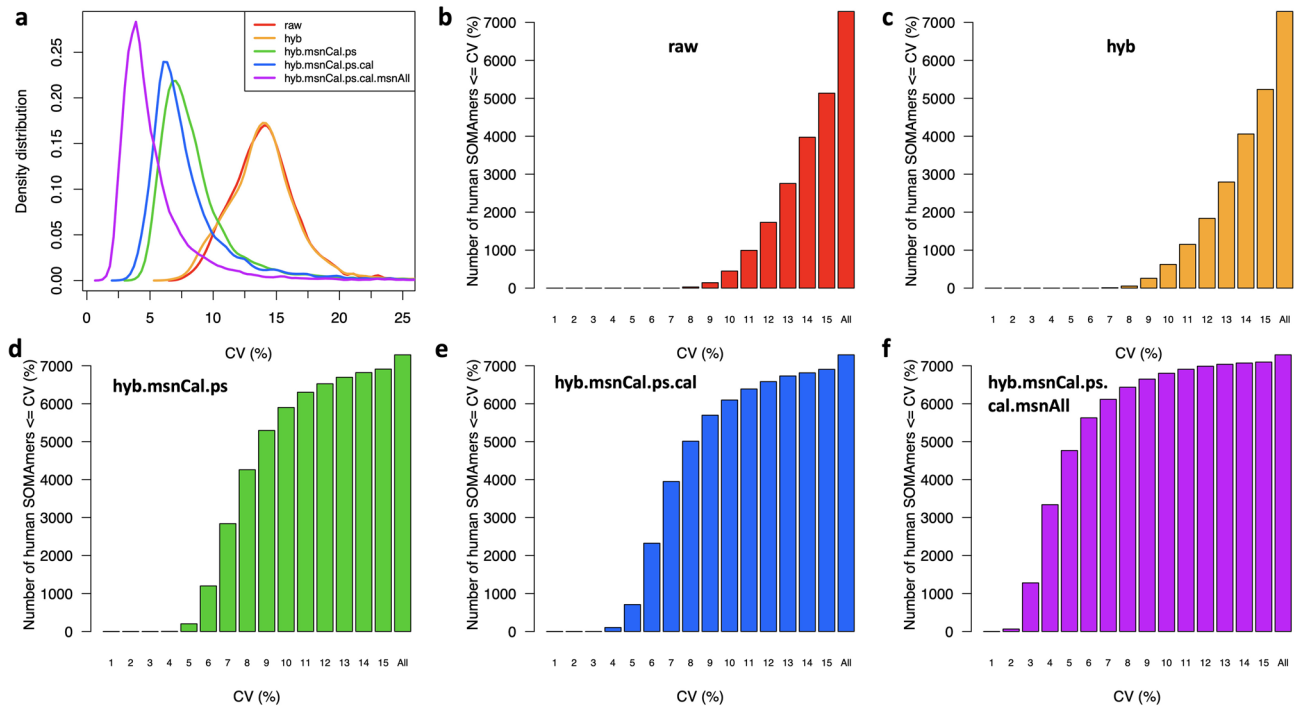 a
Density distribution
0.00
0.05
0.10
0.15
0.20
0.25
raw
hyb
hyb.msnCal.ps
hyb.msnCal.ps.cal
hyb.msnCal.ps.cal.msnAll
0 5 10 15 20 25
CV (%)
b
raw
Number of human SOMAmers <= CV (%)
7000
6000
5000
4000
3000
2000
1000
0
1 2 3 4 5 6 7 8 9 10 11 12 13 14 15 All
CV (%)
c
hyb
Number of human SOMAmers <= CV (%)
7000
6000
5000
4000
3000
2000
1000
0
1 2 3 4 5 6 7 8 9 10 11 12 13 14 15 All
CV (%)
d
hyb.msnCal.ps
Number of human SOMAmers <= CV (%)
7000
6000
5000
4000
3000
2000
1000
0
1 2 3 4 5 6 7 8 9 10 11 12 13 14 15 All
CV (%)
e
hyb.msnCal.ps.cal
Number of human SOMAmers <= CV (%)
7000
6000
5000
4000
3000
2000
1000
0
1 2 3 4 5 6 7 8 9 10 11 12 13 14 15 All
CV (%)
f
hyb.msnCal.ps.
cal.msnAll
Number of human SOMAmers <= CV (%)
7000
6000
5000
4000
3000
2000
1000
0
1 2 3 4 5 6 7 8 9 10 11 12 13 14 15 All
CV (%)